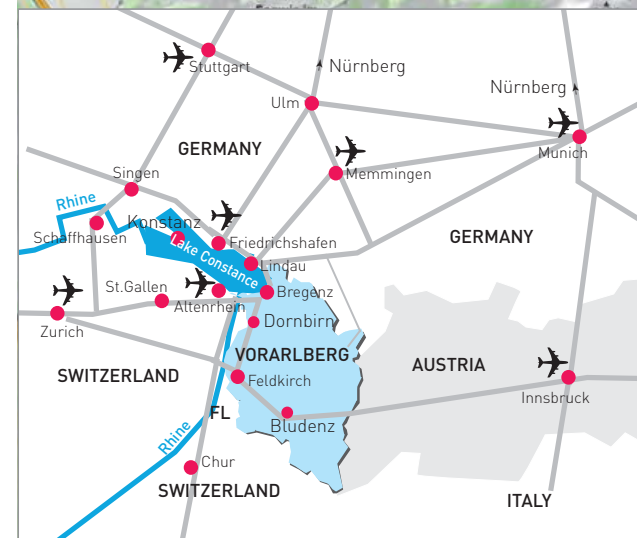 Nürnberg
Stuttgart
Nürnberg
Ulm
GERMANY
Munich
Memmingen
Singen
Rhine
Konstanz
Schaffhausen
Friedrichshafen
GERMANY
Lake Constance
Lindau
St.Gallen
Bregenz
Altenrhein
Dornbirn
Zurich
VORARLBERG
AUSTRIA
SWITZERLAND
Feldkirch
Innsbruck
FL
Bludenz
Rhine
Chur
SWITZERLAND
ITALY